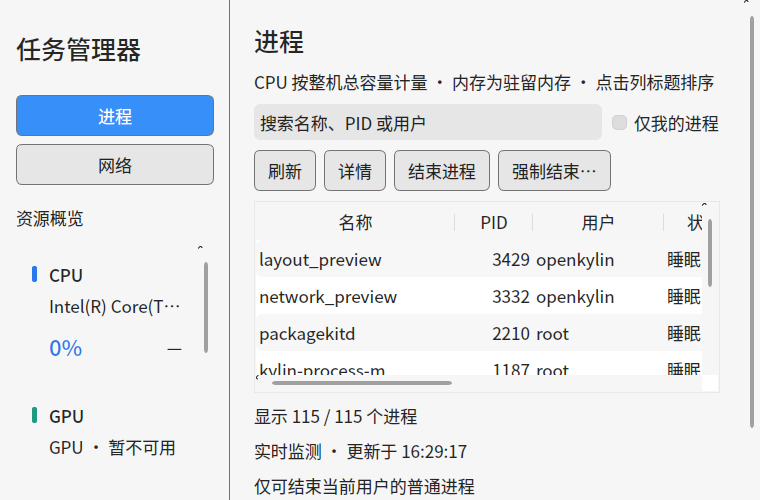 任务管理器
进程
网络
资源概览
CPU
Intel(R) Core(T···
0% —
GPU
GPU · 暂不可用
进程
CPU 按整机总容量计量 · 内存为驻留内存 · 点击列标题排序
搜索名称、PID 或用户 仅我的进程
刷新 详情 结束进程 强制结束···
名称 PID 用户 状
layout_preview 3429 openkylin 睡眠
network_preview 3332 openkylin 睡眠
packagekitd 2210 root 睡眠
kylin-process-m 1187 root 睡眠
显示 115 / 115 个进程
实时监测 · 更新于 16:29:17
仅可结束当前用户的普通进程